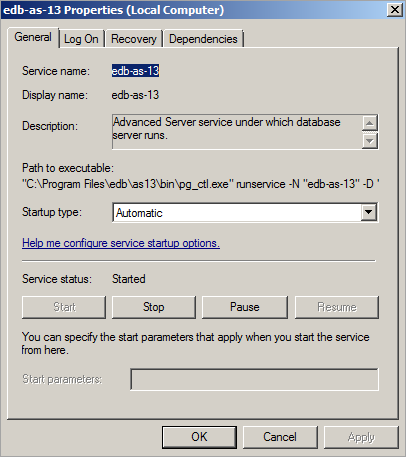 edb-as-13 Properties (Local Computer)
General Log On Recovery Dependencies
Service name: edb-as-13
Display name: edb-as-13
Description: Advanced Server service under which database
server runs.
Path to executable:
"C:\Program Files\edb\as13\bin\pg_ctl.exe" runservice -N "edb-as-13" -D "
Startup type: Automatic
Help me configure service startup options.
Service status: Started
Start Stop Pause Resume
You can specify the start parameters that apply when you start the service
from here.
Start parameters:
OK Cancel Apply